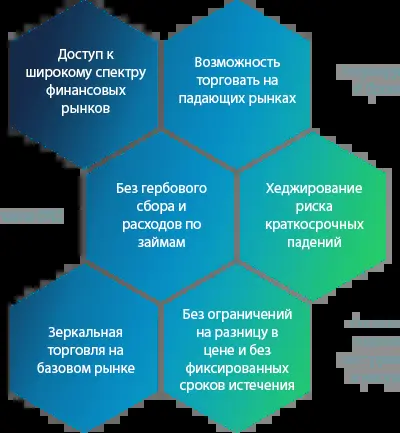 Доступ к
широкому спектру
финансовых
рынков
Возможность
торговать на
падающих рынках
Без гербового
сбора и
расходов по
займам
Хеджирование
риска
краткосрочных
падений
Зеркальная
торговля на
базовом рынке
Без ограничений
на разницу в
цене и без
фиксированных
сроков истечения